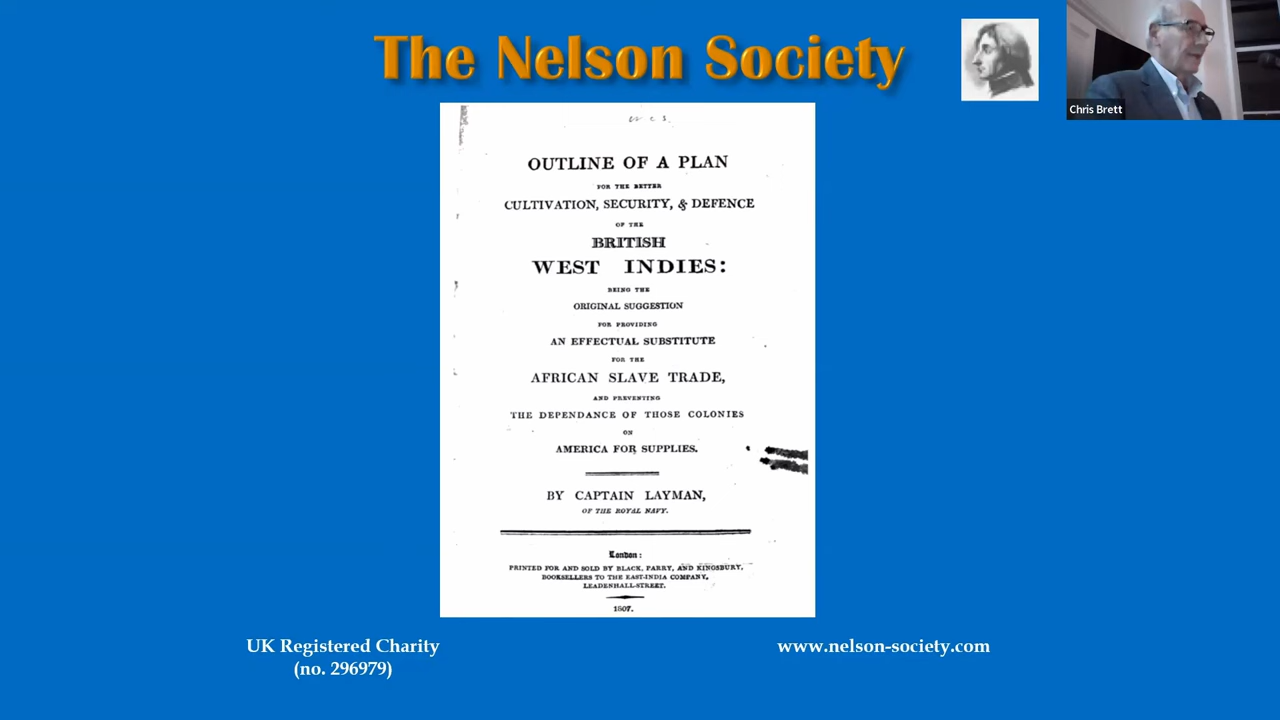 The Nelson Society
Chris Brett
OUTLINE OF A PLAN
FOR THE BETTER
CULTIVATION, SECURITY, & DEFENCE
OF THE
BRITISH
WEST INDIES:
BEING THE
ORIGINAL SUGGESTION
FOR PROVIDING
AN EFFECTUAL SUBSTITUTE
FOR THE
AFRICAN SLAVE TRADE,
AND PREVENTING
THE DEPENDANCE OF THOSE COLONIES
ON
AMERICA FOR SUPPLIES.
BY CAPTAIN LAYMAN,
OF THE ROYAL NAVY.
London:
PRINTED FOR AND SOLD BY BLACK, PARRY, AND KINGSBURY,
BOOKSELLERS TO THE EAST-INDIA COMPANY,
LEADENHALL-STREET.
1807.
UK Registered Charity
(no. 296979)
www.nelson-society.com